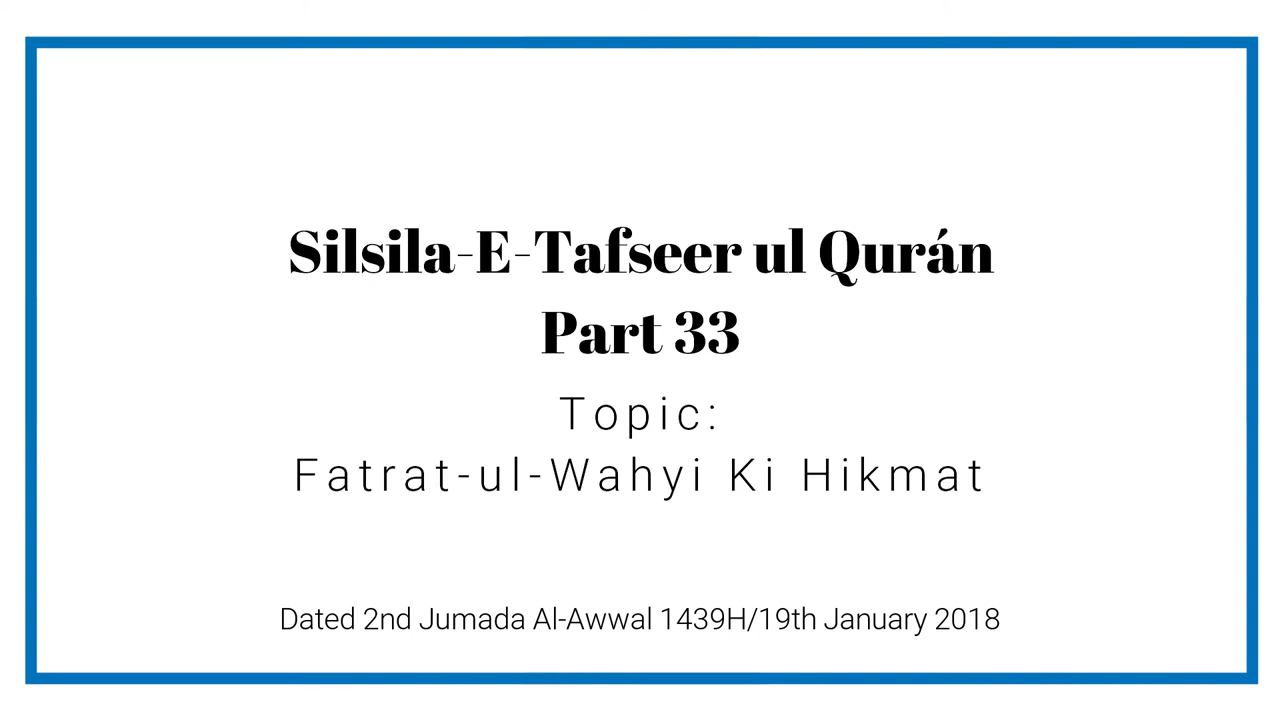 Silsila-E-Tafseer ul Qurán
Part 33
Topic:
Fatrat-ul-Wahyi Ki Hikmat
Dated 2nd Jumada Al-Awwal 1439H/19th January 2018